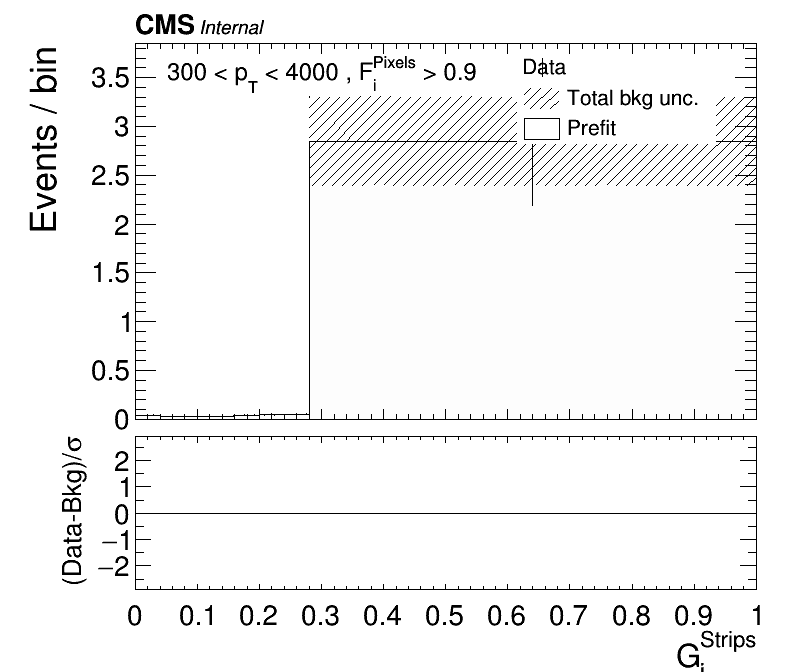 CMS Internal
300 < p_T < 4000 , F_i^Pixels > 0.9
Data
Total bkg unc.
Prefit
Events / bin
3.5
3
2.5
2
1.5
1
0.5
0
(Data-Bkg)/σ
2
1
0
−1
−2
0 0.1 0.2 0.3 0.4 0.5 0.6 0.7 0.8 0.9 1
G_i^Strips